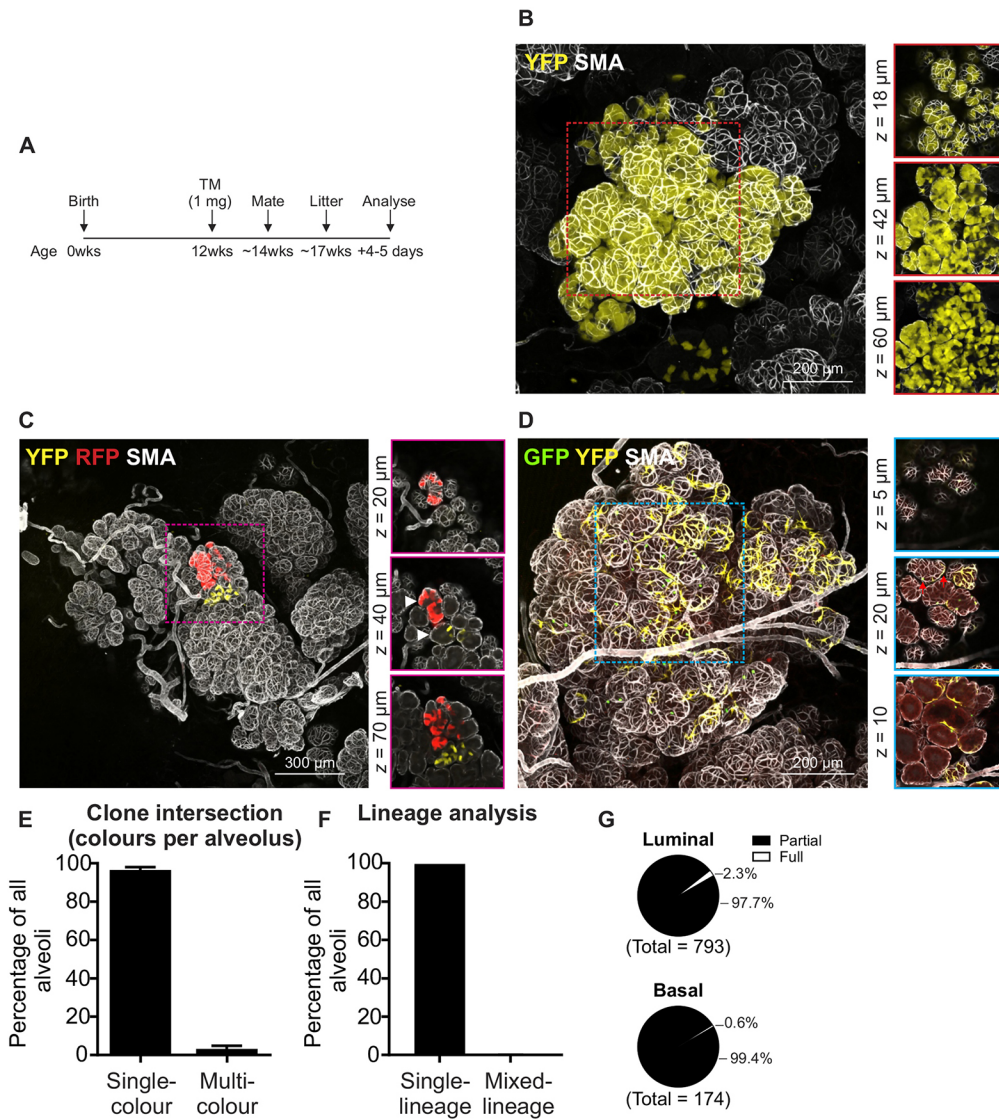 A
Birth
TM
(1 mg)
Mate
Litter
Analyse
Age
0wks
12wks
~14wks
~17wks
+4-5 days
B
YFP SMA
200 µm
z = 18 µm
z = 42 µm
z = 60 µm
C
YFP RFP SMA
300 µm
z = 20 µm
z = 40 µm
z = 70 µm
D
GFP YFP SMA
200 µm
z = 5 µm
z = 20 µm
z = 10
E
Clone intersection
(colours per alveolus)
Percentage of all
alveoli
100
80
60
40
20
0
Single-
colour
Multi-
colour
F
Lineage analysis
Percentage of all
alveoli
100
80
60
40
20
0
Single-
lineage
Mixed-
lineage
G
Luminal
Partial
Full
2.3%
97.7%
(Total = 793)
Basal
0.6%
99.4%
(Total = 174)